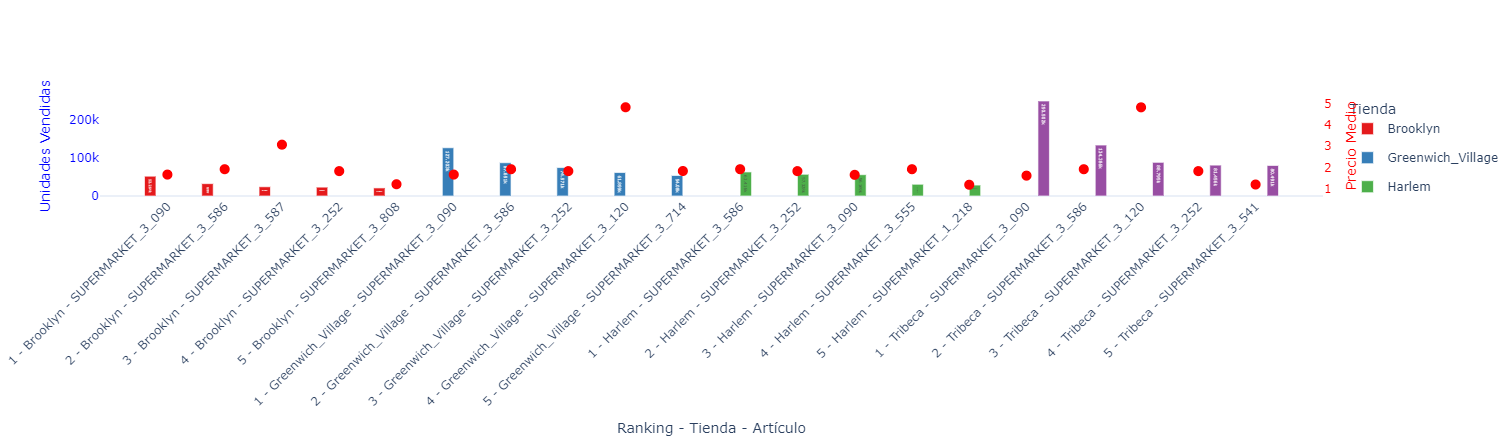 Unidades Vendidas
200k
100k
0
5
4
3
2
1
Precio Medio
Tienda
Brooklyn
Greenwich_Village
Harlem
1 - Brooklyn - SUPERMARKET_3_090
2 - Brooklyn - SUPERMARKET_3_586
3 - Brooklyn - SUPERMARKET_3_587
4 - Brooklyn - SUPERMARKET_3_252
5 - Brooklyn - SUPERMARKET_3_808
1 - Greenwich_Village - SUPERMARKET_3_090
2 - Greenwich_Village - SUPERMARKET_3_586
3 - Greenwich_Village - SUPERMARKET_3_252
4 - Greenwich_Village - SUPERMARKET_3_120
5 - Greenwich_Village - SUPERMARKET_3_714
1 - Harlem - SUPERMARKET_3_586
2 - Harlem - SUPERMARKET_3_252
3 - Harlem - SUPERMARKET_3_090
4 - Harlem - SUPERMARKET_3_555
5 - Harlem - SUPERMARKET_1_218
1 - Tribeca - SUPERMARKET_3_090
2 - Tribeca - SUPERMARKET_3_586
3 - Tribeca - SUPERMARKET_3_120
4 - Tribeca - SUPERMARKET_3_252
5 - Tribeca - SUPERMARKET_3_541
Ranking - Tienda - Artículo